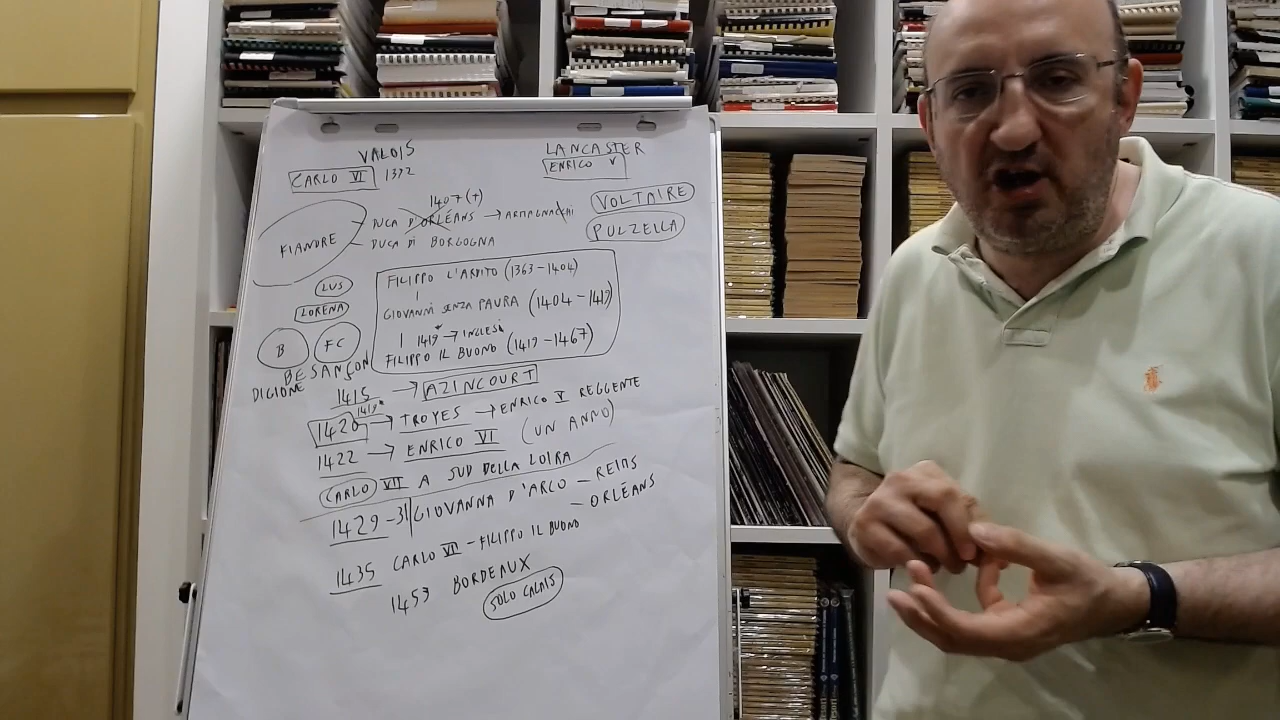 VALOIS
LANCASTER
CARLO VI 1392
ENRICO V
1407 (+)
VOLTAIRE
FIANDRE
DUCA D'ORLÉANS → ARMAGNACHI
DUCA DI BORGOGNA
PULZELLA
FILIPPO L'ARDITO (1363-1404)
LUS
GIOVANNI SENZA PAURA (1404-1419)
LORENA
1419 → INGLESI
FILIPPO IL BUONO (1419-1467)
B
FC
BESANÇON
DIGIONE
1415 → AZINCOURT
1419
1420 → TROYES → ENRICO V REGGENTE
1422 → ENRICO VI (UN ANNO)
CARLO VII A SUD DELLA LOIRA
1429-31 GIOVANNA D'ARCO - REIMS
- ORLÉANS
1435 CARLO VII - FILIPPO IL BUONO
1453 BORDEAUX
SOLO CALAIS